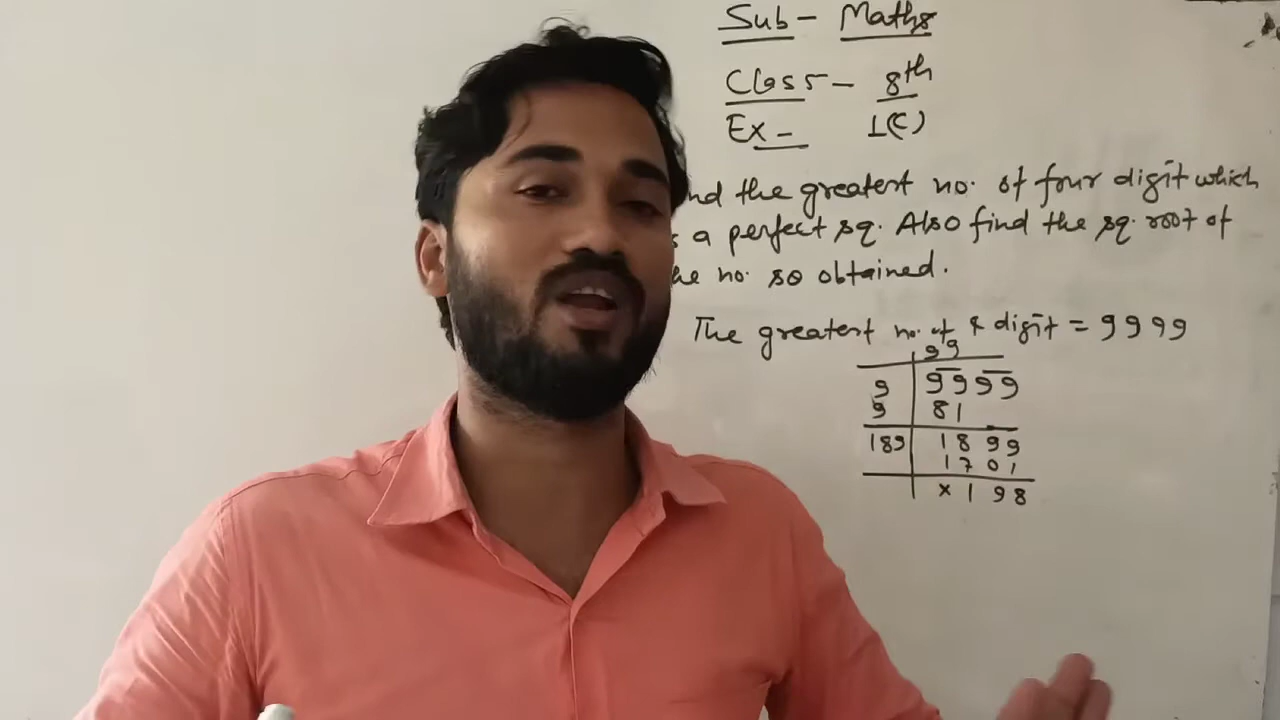 Sub - Maths
Class - 8th
Ex - 1(C)
nd the greatest no. of four digit which
s a perfect sq. Also find the sq. root of
he no. so obtained.
The greatest no. of 4 digit = 9999
99
9 9999
9 81
189 1899
1701
x198